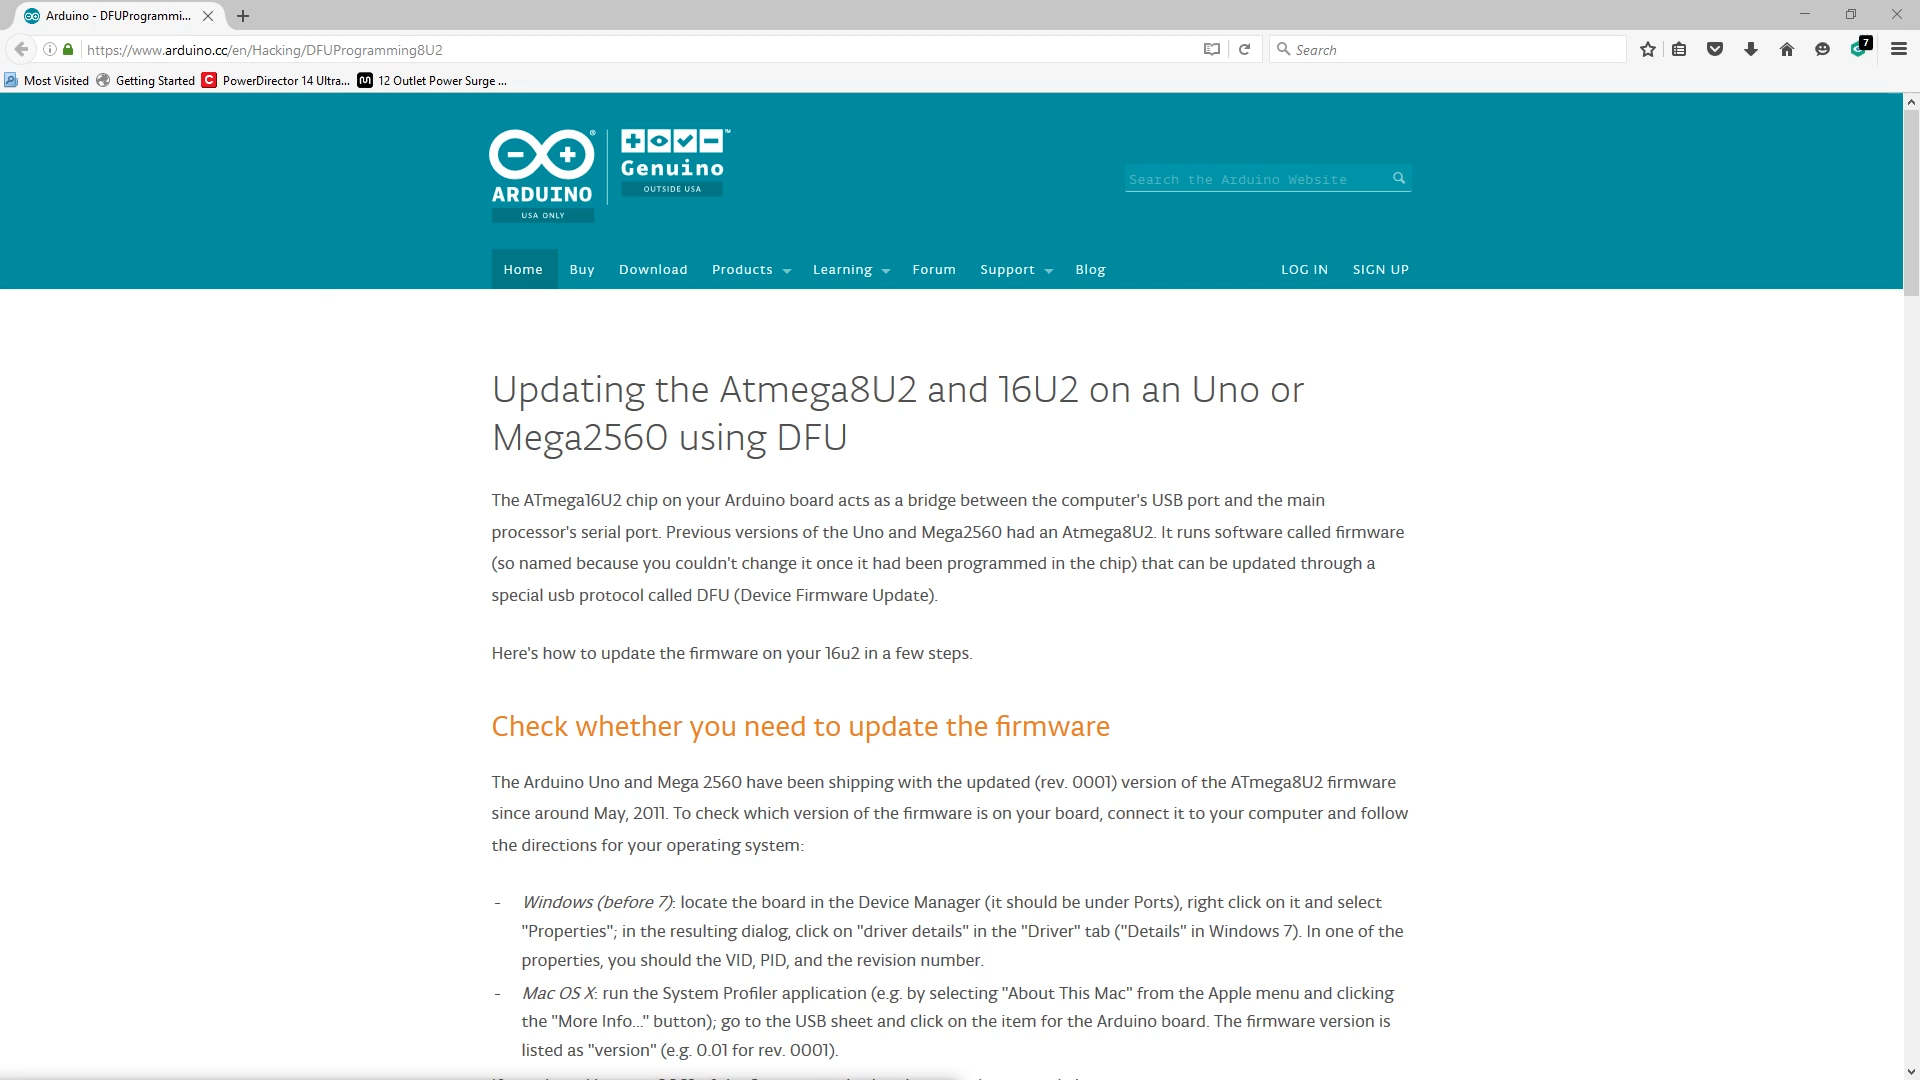 Arduino - DFUProgrammi...
https://www.arduino.cc/en/Hacking/DFUProgramming8U2
Search
7
Most Visited
Getting Started
C
PowerDirector 14 Ultra...
12 Outlet Power Surge ...
ARDUINO
USA ONLY
Genuino
OUTSIDE USA
Search the Arduino Website
Home Buy Download Products Learning Forum Support Blog LOG IN SIGN UP
Updating the Atmega8U2 and 16U2 on an Uno or
Mega2560 using DFU
The ATmega16U2 chip on your Arduino board acts as a bridge between the computer's USB port and the main
processor's serial port. Previous versions of the Uno and Mega2560 had an Atmega8U2. It runs software called firmware
(so named because you couldn't change it once it had been programmed in the chip) that can be updated through a
special usb protocol called DFU (Device Firmware Update).
Here's how to update the firmware on your 16u2 in a few steps.
Check whether you need to update the firmware
The Arduino Uno and Mega 2560 have been shipping with the updated (rev. 0001) version of the ATmega8U2 firmware
since around May, 2011. To check which version of the firmware is on your board, connect it to your computer and follow
the directions for your operating system:
- Windows (before 7): locate the board in the Device Manager (it should be under Ports), right click on it and select
"Properties"; in the resulting dialog, click on "driver details" in the "Driver" tab ("Details" in Windows 7). In one of the
properties, you should the VID, PID, and the revision number.
- Mac OS X: run the System Profiler application (e.g. by selecting "About This Mac" from the Apple menu and clicking
the "More Info..." button); go to the USB sheet and click on the item for the Arduino board. The firmware version is
listed as "version" (e.g. 0.01 for rev. 0001).